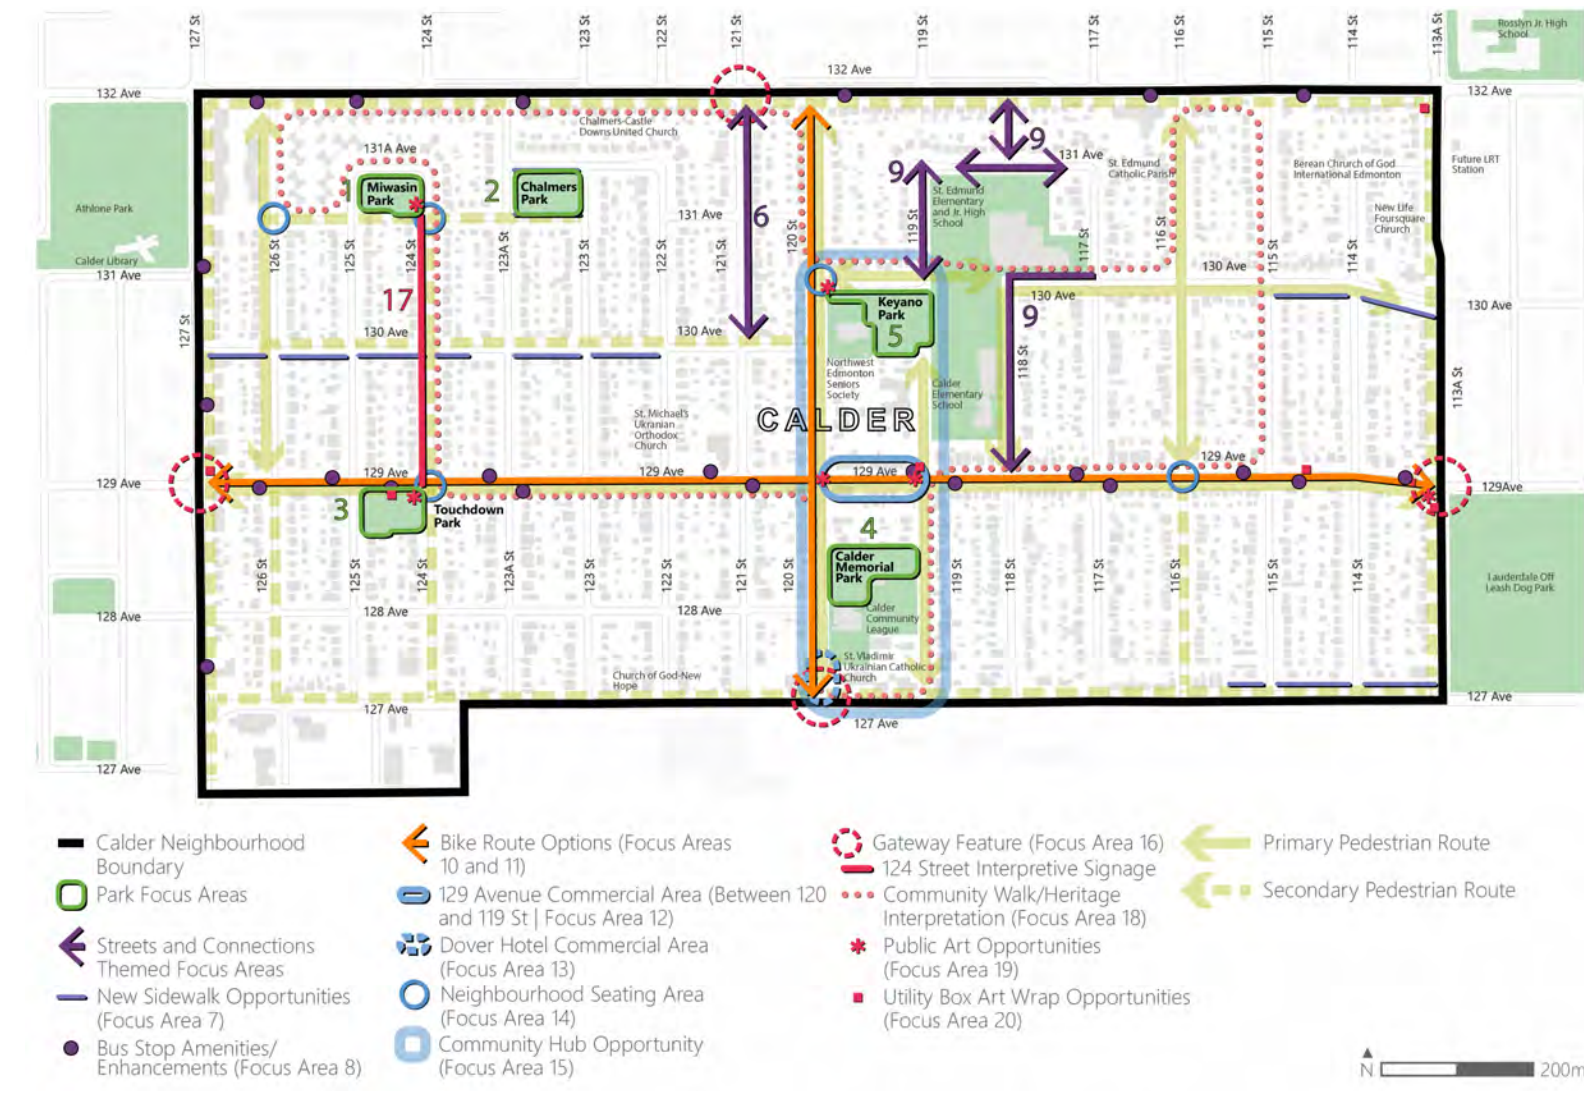 127 St
124 St
123 St
122 St
121 St
119 St
117 St
116 St
115 St
114 St
113A St
Rosslyn Jr. High
School
132 Ave
132 Ave
132 Ave
Chalmers-Castle
Downs United Church
131A Ave
1
Miwasin
Park
2
Chalmers
Park
9
9
131 Ave
St. Edmund
Catholic Parish
Berean Church of God
International Edmonton
Future LRT
Station
St. Edmund
Elementary
and Jr. High
School
New Life
Foursquare
Chruch
Athlone Park
Calder Library
131 Ave
131 Ave
6
126 St
125 St
124 St
123A St
123 St
122 St
121 St
120 St
119 St
117 St
116 St
115 St
114 St
130 Ave
130 Ave
130 Ave
17
127 St
130 Ave
130 Ave
Keyano
Park
5
9
118 St
113A St
Northwest
Edmonton
Seniors
Society
Calder
Elementary
School
St. Michael's
Ukranian
Orthodox
Church
CALDER
129 Ave
129 Ave
129 Ave
129 Ave
129 Ave
129Ave
3
Touchdown
Park
4
Calder
Memorial
Park
126 St
125 St
124 St
123A St
123 St
122 St
121 St
120 St
119 St
118 St
117 St
116 St
115 St
114 St
Lauderdale Off
Leash Dog Park
128 Ave
128 Ave
128 Ave
Calder
Community
League
St. Vladimir
Ukrainian Catholic
Church
Church of God-New
Hope
127 Ave
127 Ave
127 Ave
127 Ave
Calder Neighbourhood
Boundary
Park Focus Areas
Streets and Connections
Themed Focus Areas
New Sidewalk Opportunities
(Focus Area 7)
Bus Stop Amenities/
Enhancements (Focus Area 8)
Bike Route Options (Focus Areas
10 and 11)
129 Avenue Commercial Area (Between 120
and 119 St | Focus Area 12)
Dover Hotel Commercial Area
(Focus Area 13)
Neighbourhood Seating Area
(Focus Area 14)
Community Hub Opportunity
(Focus Area 15)
Gateway Feature (Focus Area 16)
124 Street Interpretive Signage
Community Walk/Heritage
Interpretation (Focus Area 18)
Public Art Opportunities
(Focus Area 19)
Utility Box Art Wrap Opportunities
(Focus Area 20)
Primary Pedestrian Route
Secondary Pedestrian Route
N
200m